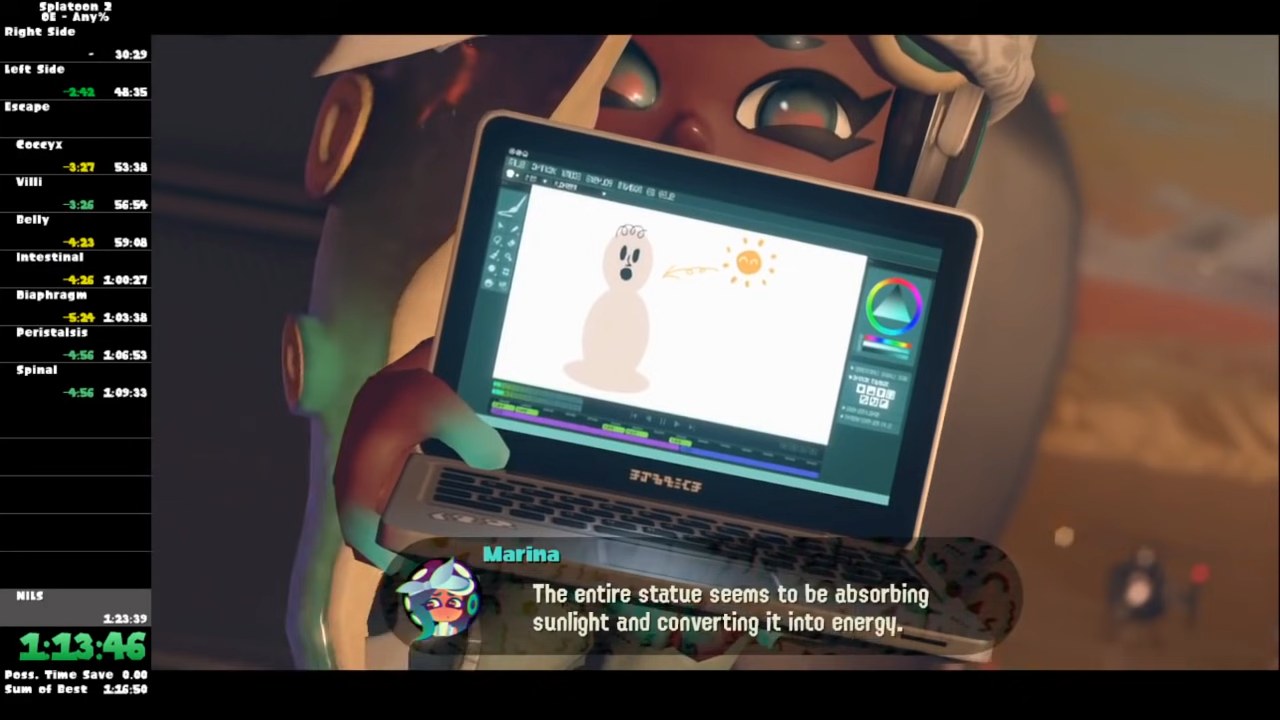 Splatoon 2
OE - Any%
Right Side
- 30:29
Left Side
-2:42 48:35
Escape
Coccyx
-3:27 53:38
Villi
-3:26 56:54
Belly
-4:23 59:08
Intestinal
-4:26 1:00:27
Diaphragm
-5:24 1:03:38
Peristalsis
-4:56 1:06:53
Spinal
-4:56 1:09:33
NILS
1:23:39
1:13:46
Poss. Time Save 0.00
Sum of Best 1:16:50
Marina
The entire statue seems to be absorbing
sunlight and converting it into energy.